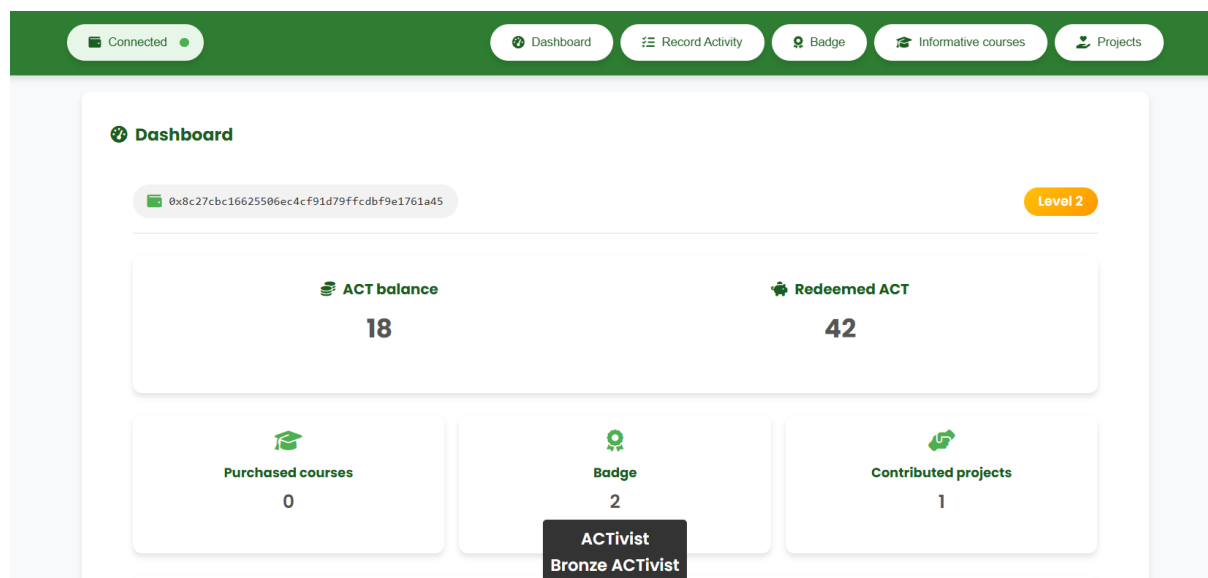 Connected
Dashboard
Record Activity
Badge
Informative courses
Projects
Dashboard
0x8c27cbc16625506ec4cf91d79ffcdbf9e1761a45
Level 2
ACT balance
Redeemed ACT
18
42
Purchased courses
Badge
Contributed projects
0
2
1
ACTivist
Bronze ACTivist